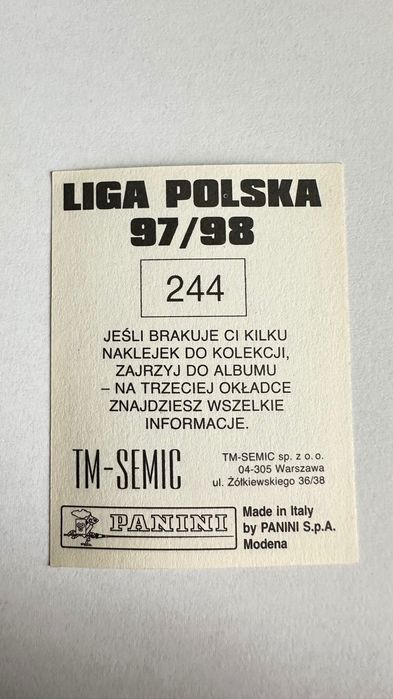 LIGA POLSKA
97/98
244
JEŚLI BRAKUJE CI KILKU
NAKLEJEK DO KOLEKCJI,
ZAJRZYJ DO ALBUMU
– NA TRZECIEJ OKŁADCE
ZNAJDZIESZ WSZELKIE
INFORMACJE.
TM-SEMIC
TM-SEMIC sp. z o. o.
04-305 Warszawa
ul. Żółkiewskiego 36/38
PANINI
Made in Italy
by PANINI S.p.A.
Modena